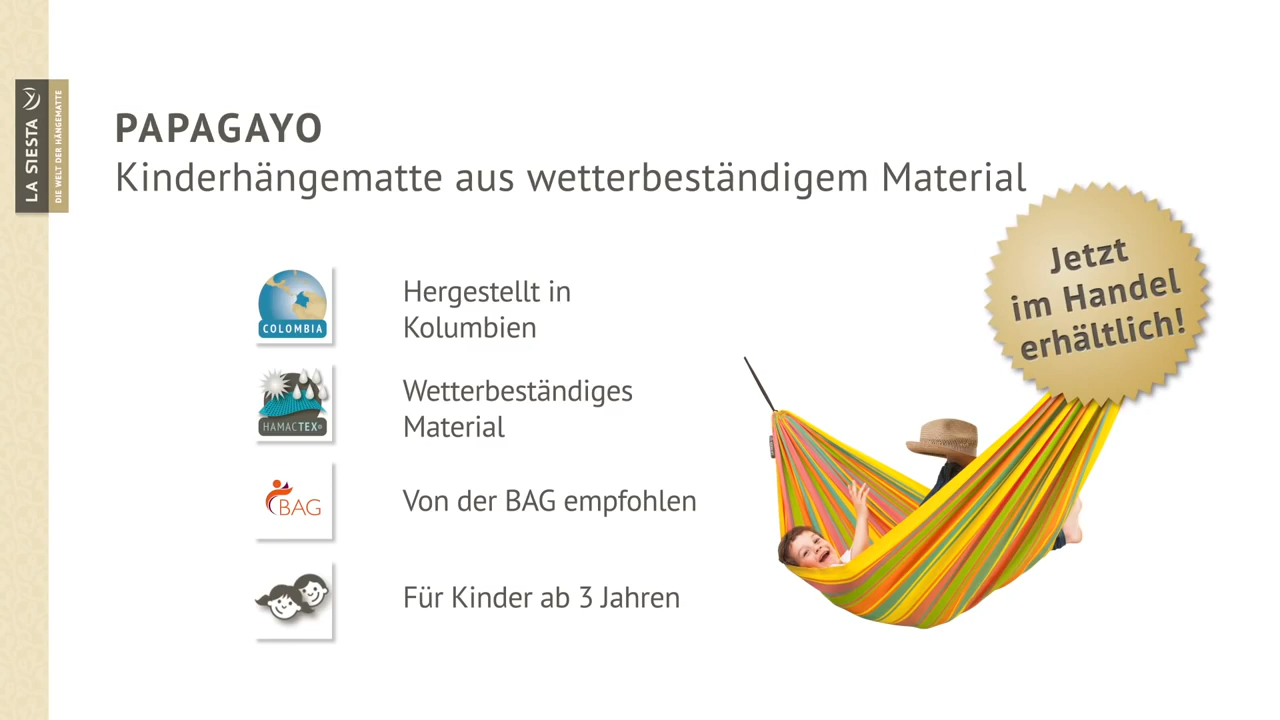 LA SIESTA
DIE WELT DER HÄNGEMATTE
PAPAGAYO
Kinderhängematte aus wetterbeständigem Material
Jetzt
im Handel
erhältlich!
COLOMBIA
Hergestellt in
Kolumbien
HAMACTEX®
Wetterbeständiges
Material
BAG
Von der BAG empfohlen
Für Kinder ab 3 Jahren